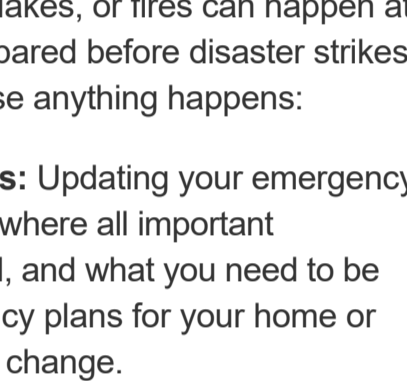 lakes, or fires can happen at
pared before disaster strikes
se anything happens:
s: Updating your emergency
where all important
l, and what you need to be
cy plans for your home or
change.